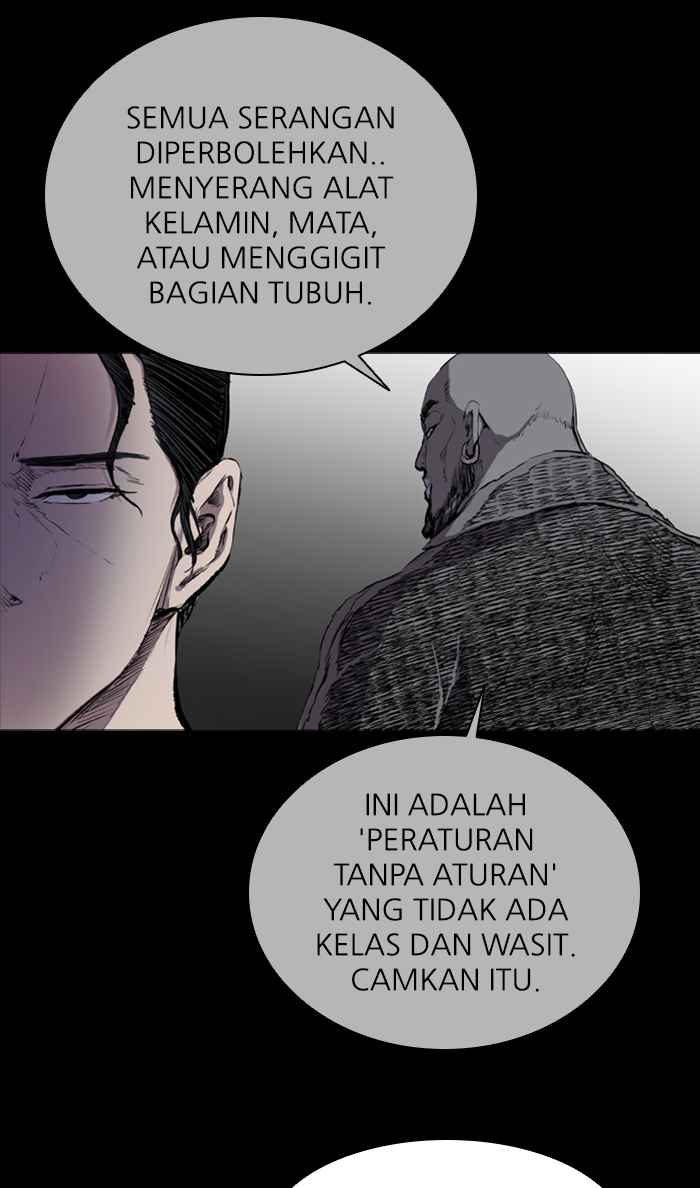 SEMUA SERANGAN
DIPERBOLEHKAN..
MENYERANG ALAT
KELAMIN, MATA,
ATAU MENGGIGIT
BAGIAN TUBUH.
INI ADALAH
'PERATURAN
TANPA ATURAN'
YANG TIDAK ADA
KELAS DAN WASIT.
CAMKAN ITU.